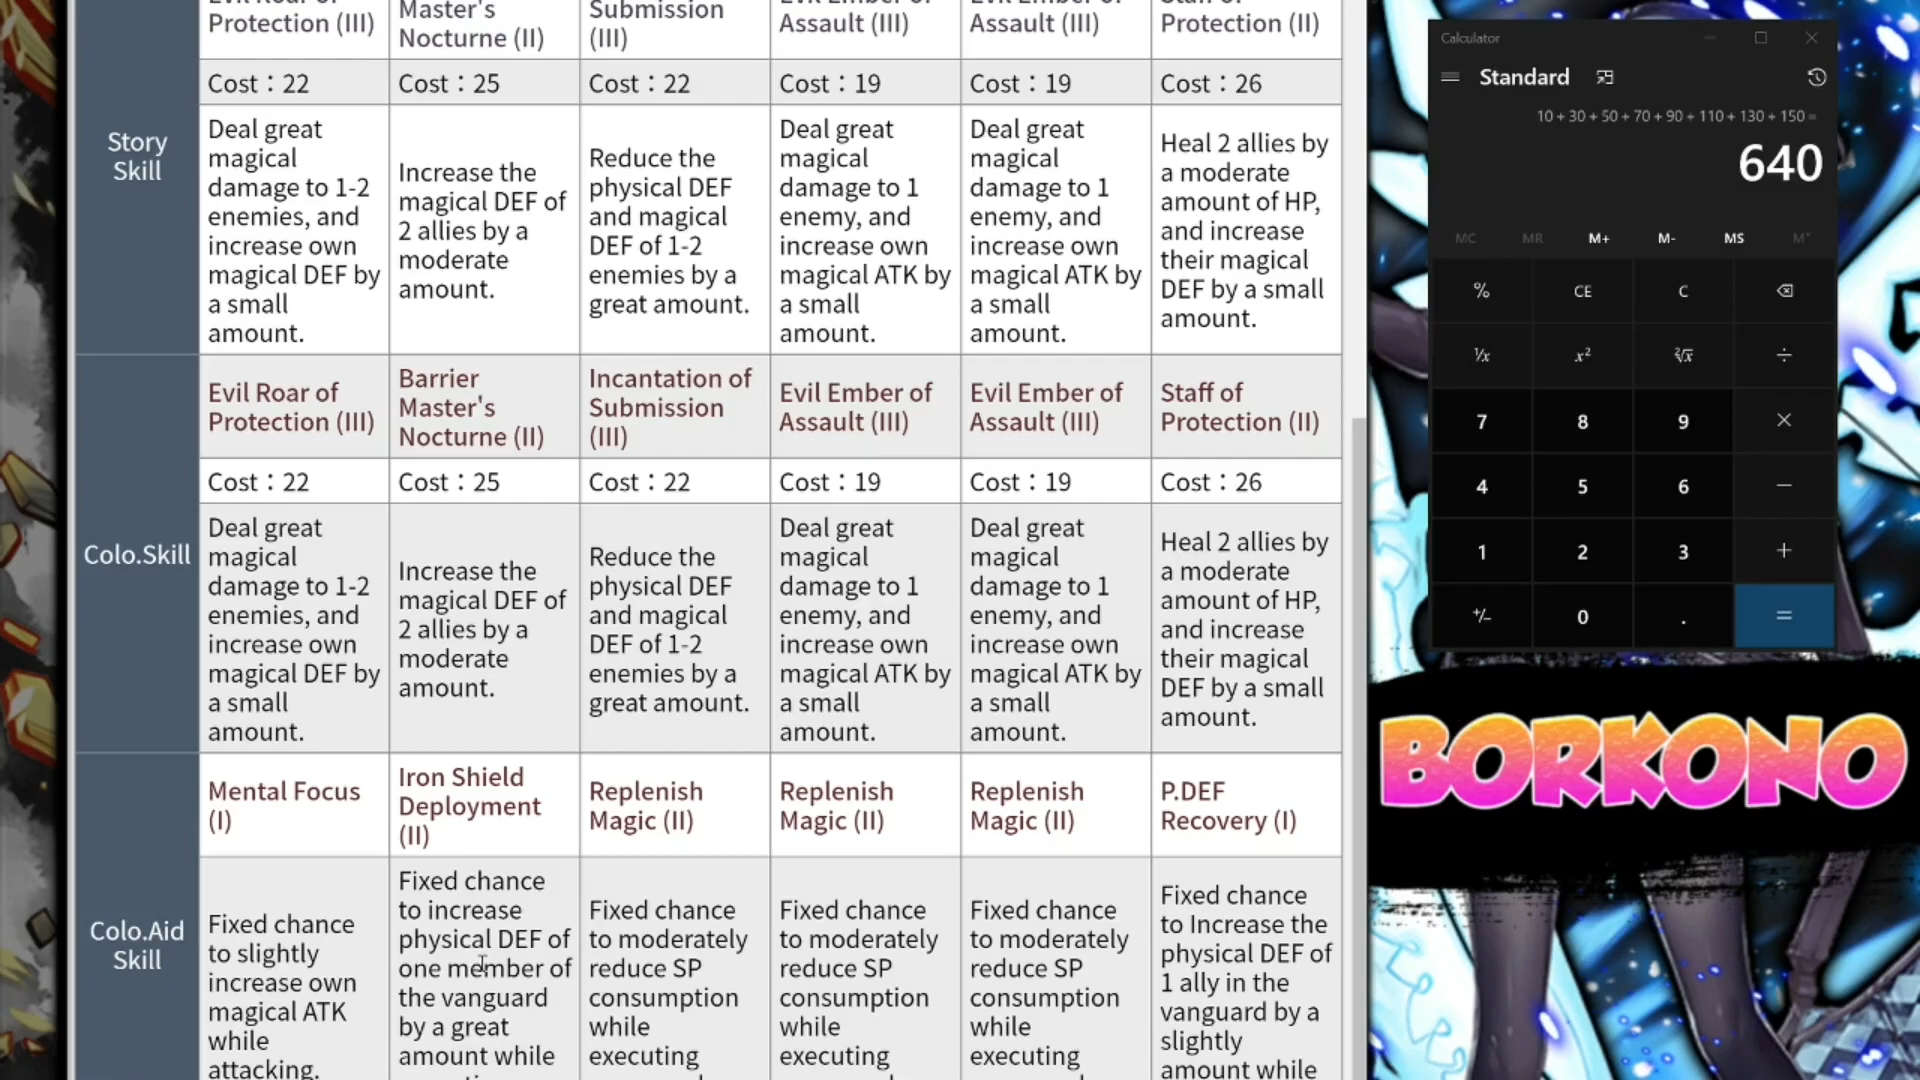 Protection (III)
Master's
Nocturne (II)
Submission
(III)
Evil Ember of
Assault (III)
Evil Ember of
Assault (III)
Staff of
Protection (II)
Story
Skill
Cost : 22
Cost : 25
Cost : 22
Cost : 19
Cost : 19
Cost : 26
Deal great
magical
damage to 1-2
enemies, and
increase own
magical DEF by
a small
amount.
Increase the
magical DEF of
2 allies by a
moderate
amount.
Reduce the
physical DEF
and magical
DEF of 1-2
enemies by a
great amount.
Deal great
magical
damage to 1
enemy, and
increase own
magical ATK by
a small
amount.
Deal great
magical
damage to 1
enemy, and
increase own
magical ATK by
a small
amount.
Heal 2 allies by
a moderate
amount of HP,
and increase
their magical
DEF by a small
amount.
Colo.Skill
Evil Roar of
Protection (III)
Barrier
Master's
Nocturne (II)
Incantation of
Submission
(III)
Evil Ember of
Assault (III)
Evil Ember of
Assault (III)
Staff of
Protection (II)
Cost : 22
Cost : 25
Cost : 22
Cost : 19
Cost : 19
Cost : 26
Deal great
magical
damage to 1-2
enemies, and
increase own
magical DEF by
a small
amount.
Increase the
magical DEF of
2 allies by a
moderate
amount.
Reduce the
physical DEF
and magical
DEF of 1-2
enemies by a
great amount.
Deal great
magical
damage to 1
enemy, and
increase own
magical ATK by
a small
amount.
Deal great
magical
damage to 1
enemy, and
increase own
magical ATK by
a small
amount.
Heal 2 allies by
a moderate
amount of HP,
and increase
their magical
DEF by a small
amount.
Colo.Aid
Skill
Mental Focus
(I)
Iron Shield
Deployment
(II)
Replenish
Magic (II)
Replenish
Magic (II)
Replenish
Magic (II)
P.DEF
Recovery (I)
Fixed chance
to slightly
increase own
magical ATK
while
attacking.
Fixed chance
to increase
physical DEF of
one member of
the vanguard
by a great
amount while
Fixed chance
to moderately
reduce SP
consumption
while
executing
Fixed chance
to moderately
reduce SP
consumption
while
executing
Fixed chance
to moderately
reduce SP
consumption
while
executing
Fixed chance
to Increase the
physical DEF of
1 ally in the
vanguard by a
slightly
amount while
Calculator
Standard
10 + 30 + 50 + 70 + 90 + 110 + 130 + 150 =
640
MC MR M+ M- MS M˅
% CE C
1/x x² ²√x ÷
7 8 9 ×
4 5 6 −
1 2 3 +
+/− 0 . =
BORKONO